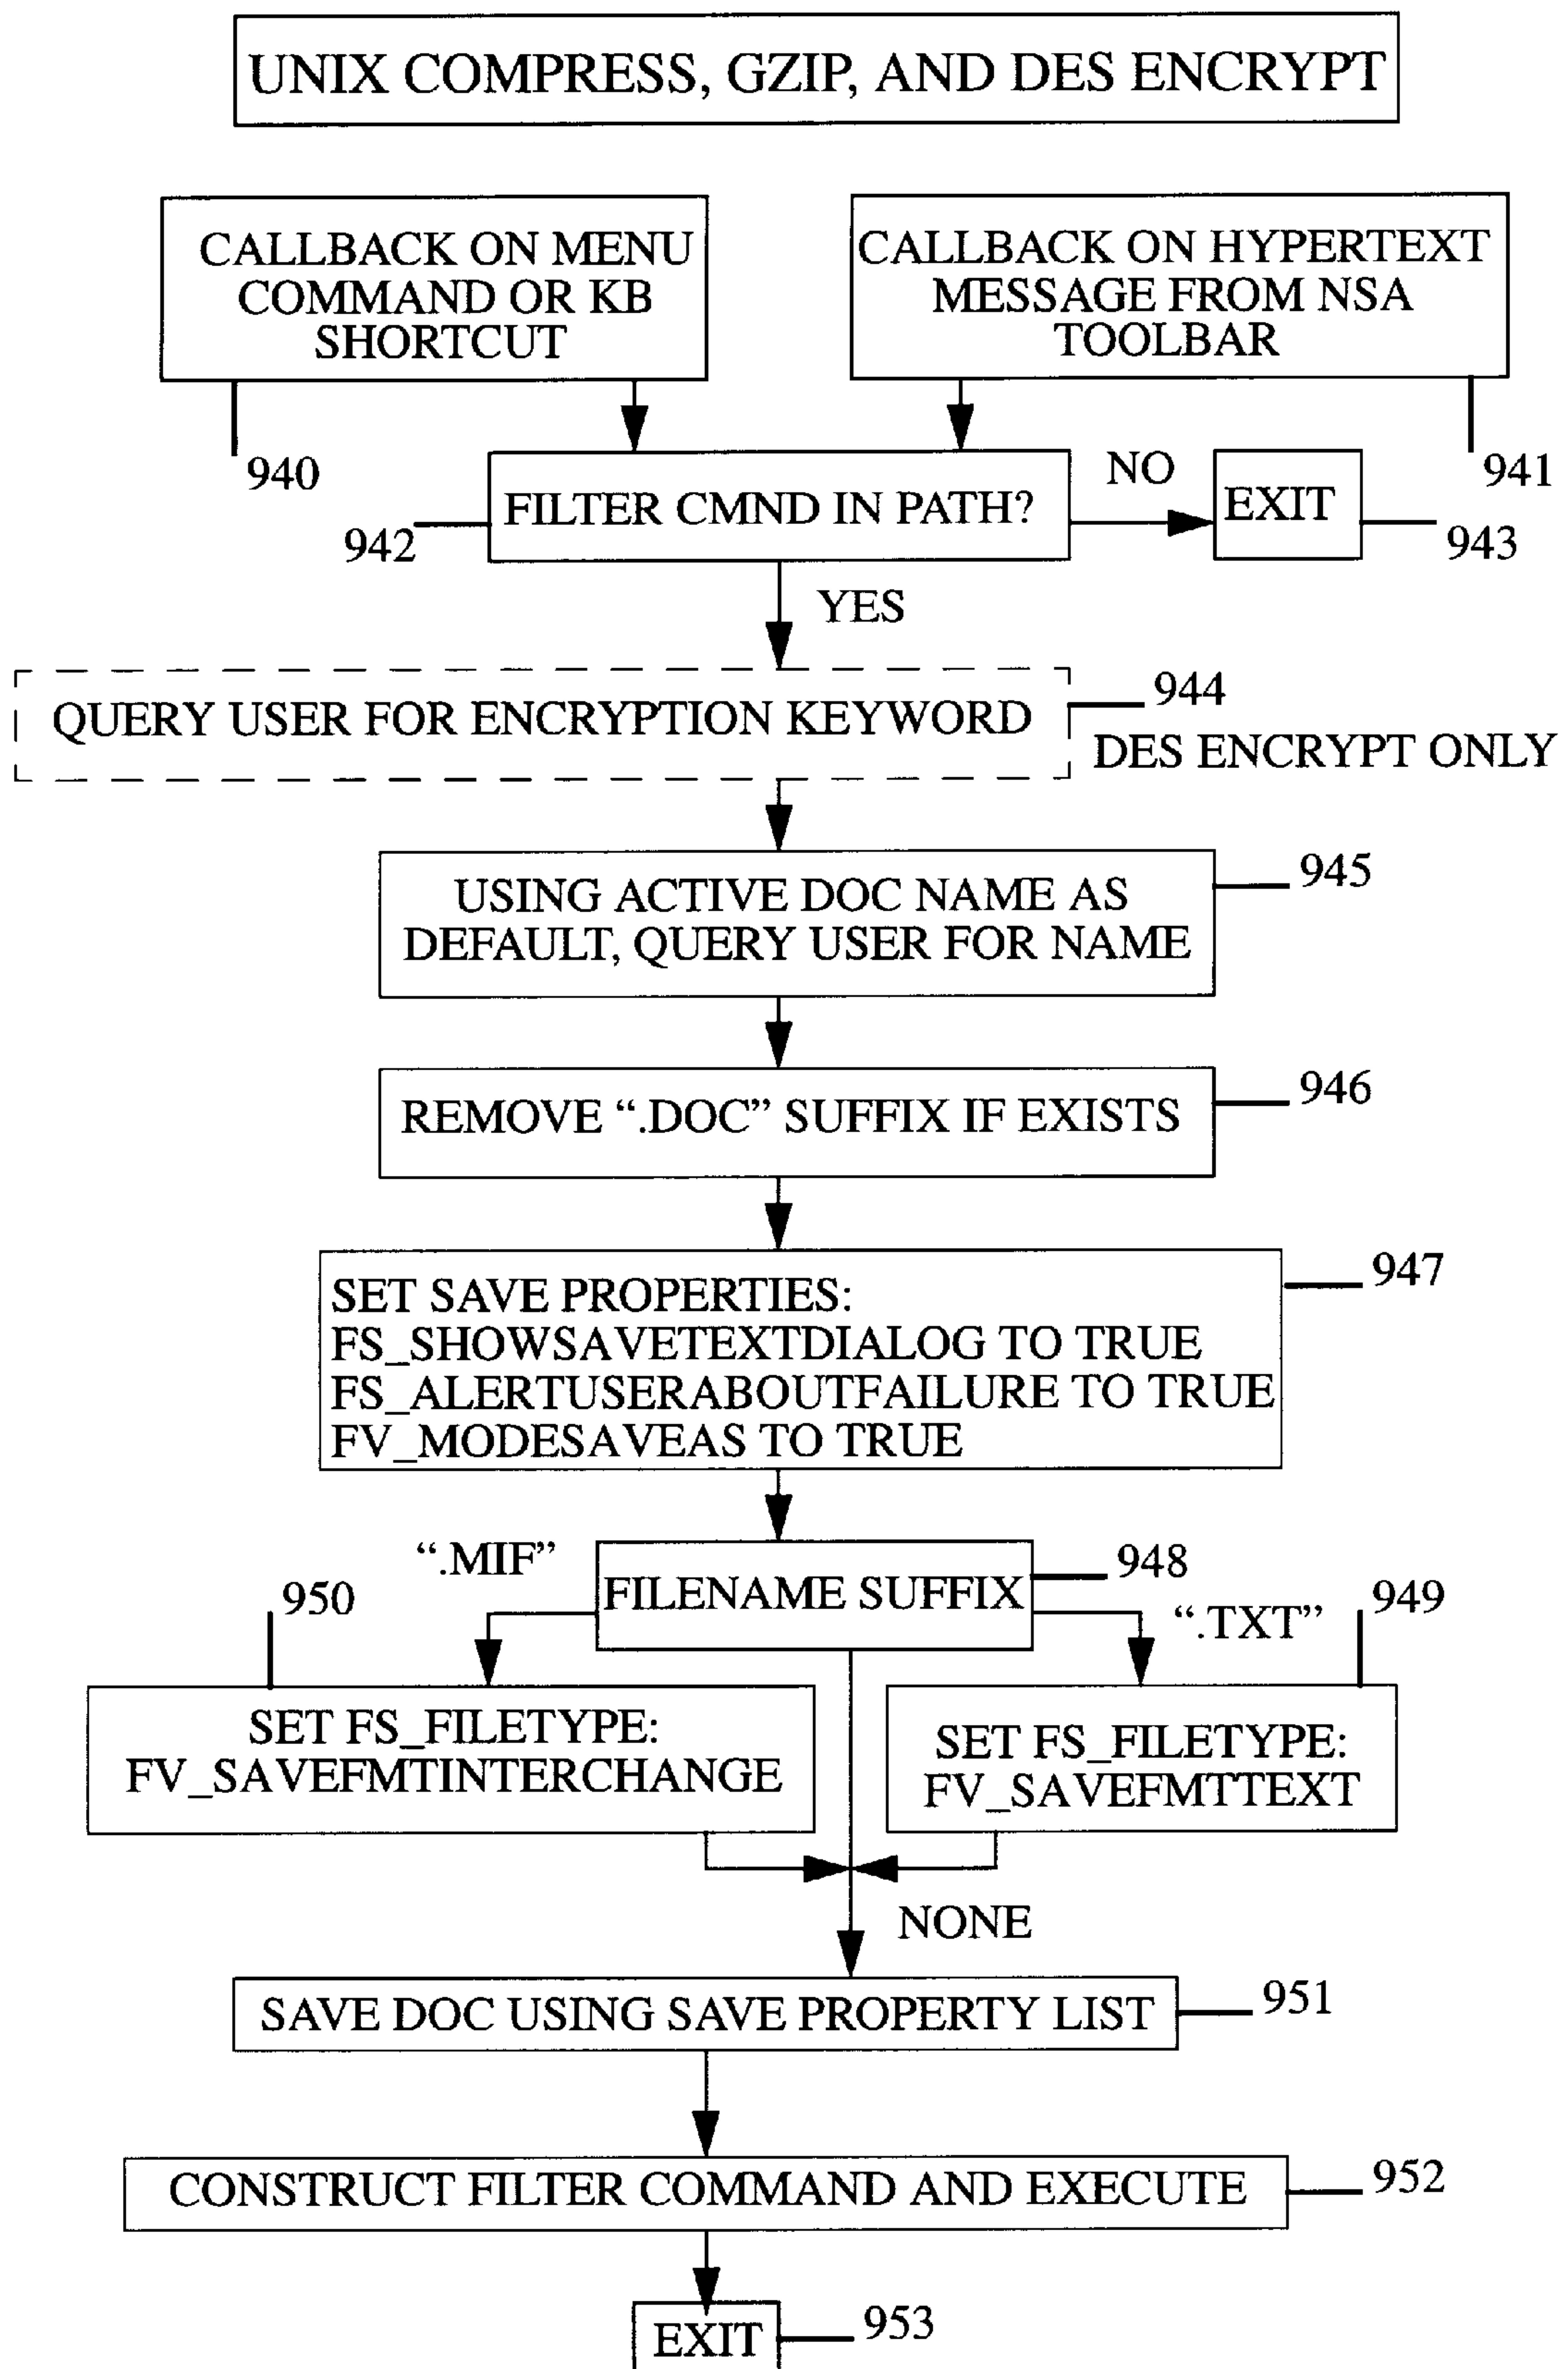 UNIX COMPRESS, GZIP, AND DES ENCRYPT
CALLBACK ON MENU
COMMAND OR KB
SHORTCUT
CALLBACK ON HYPERTEXT
MESSAGE FROM NSA
TOOLBAR
940
941
FILTER CMND IN PATH?
NO
EXIT
942
943
YES
QUERY USER FOR ENCRYPTION KEYWORD
944
DES ENCRYPT ONLY
USING ACTIVE DOC NAME AS
DEFAULT, QUERY USER FOR NAME
945
REMOVE “.DOC” SUFFIX IF EXISTS
946
SET SAVE PROPERTIES:
FS_SHOWSAVETEXTDIALOG TO TRUE
FS_ALERTUSERABOUTFAILURE TO TRUE
FV_MODESAVEAS TO TRUE
947
“.MIF”
FILENAME SUFFIX
948
950
“.TXT”
949
SET FS_FILETYPE:
FV_SAVEFMTINTERCHANGE
SET FS_FILETYPE:
FV_SAVEFMTTEXT
NONE
SAVE DOC USING SAVE PROPERTY LIST
951
CONSTRUCT FILTER COMMAND AND EXECUTE
952
EXIT
953